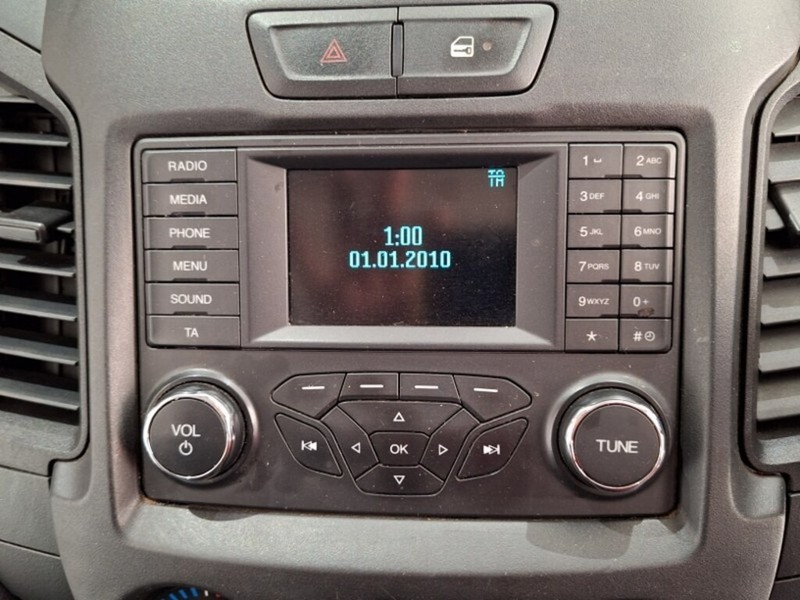 RADIO
MEDIA
PHONE
MENU
SOUND
TA
TA
1:00
01.01.2010
1 ⎵ 2 ABC
3 DEF 4 GHI
5 JKL 6 MNO
7 PQRS 8 TUV
9 WXYZ 0 +
* #
VOL
OK
TUNE